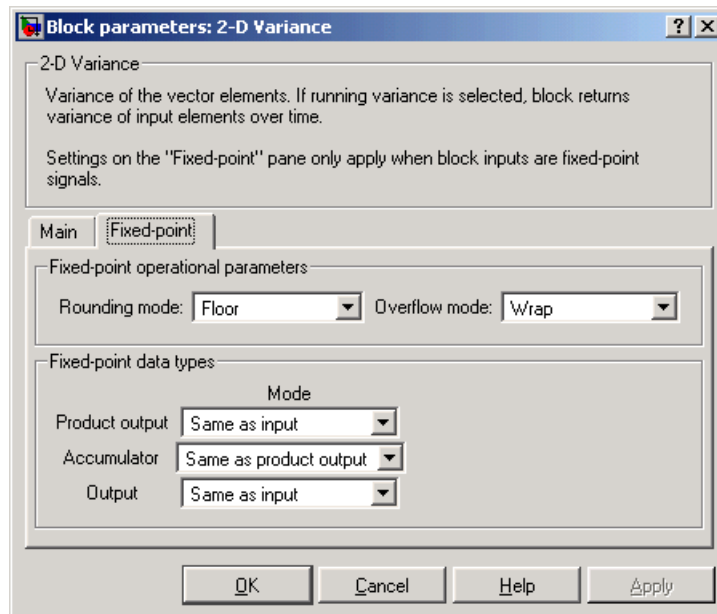 Block parameters: 2-D Variance
2-D Variance
Variance of the vector elements. If running variance is selected, block returns
variance of input elements over time.
Settings on the "Fixed-point" pane only apply when block inputs are fixed-point
signals.
Main Fixed-point
Fixed-point operational parameters
Rounding mode: Floor Overflow mode: Wrap
Fixed-point data types
Mode
Product output Same as input
Accumulator Same as product output
Output Same as input
OK Cancel Help Apply